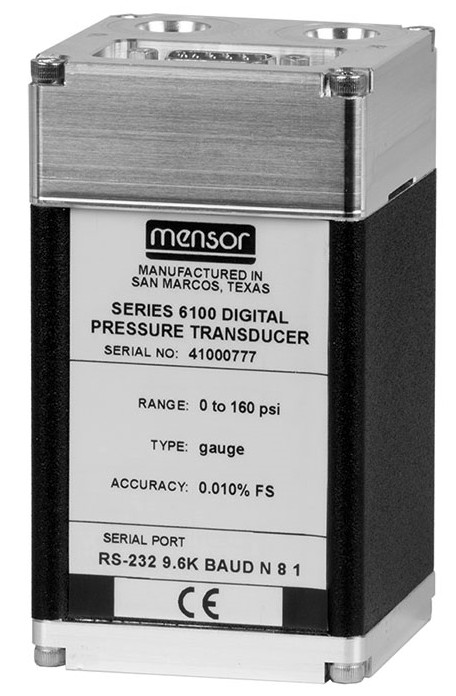 mensor
MANUFACTURED IN
SAN MARCOS, TEXAS
SERIES 6100 DIGITAL
PRESSURE TRANSDUCER
SERIAL NO: 41000777
RANGE: 0 to 160 psi
TYPE: gauge
ACCURACY: 0.010% FS
SERIAL PORT
RS-232 9.6K BAUD N 8 1
CE